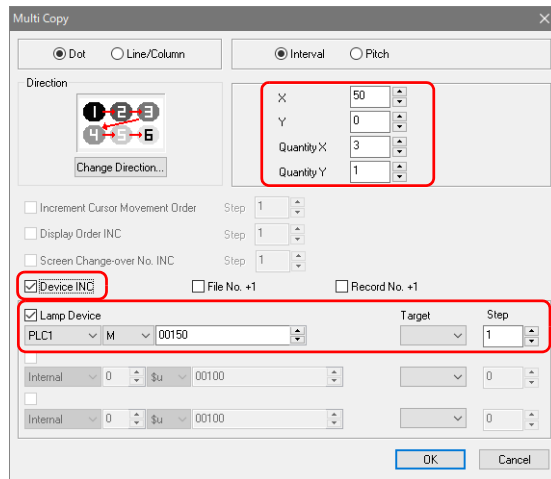 Multi Copy
Dot Line/Column Interval Pitch
Direction
1 2 3
4 5 6
Change Direction...
X 50
Y 0
Quantity X 3
Quantity Y 1
Increment Cursor Movement Order Step 1
Display Order INC Step 1
Screen Change-over No. INC Step 1
Device INC File No. +1 Record No. +1
Lamp Device Target Step
PLC1 M 00150 1
Internal 0 $u 00100 0
Internal 0 $u 00100 0
OK Cancel